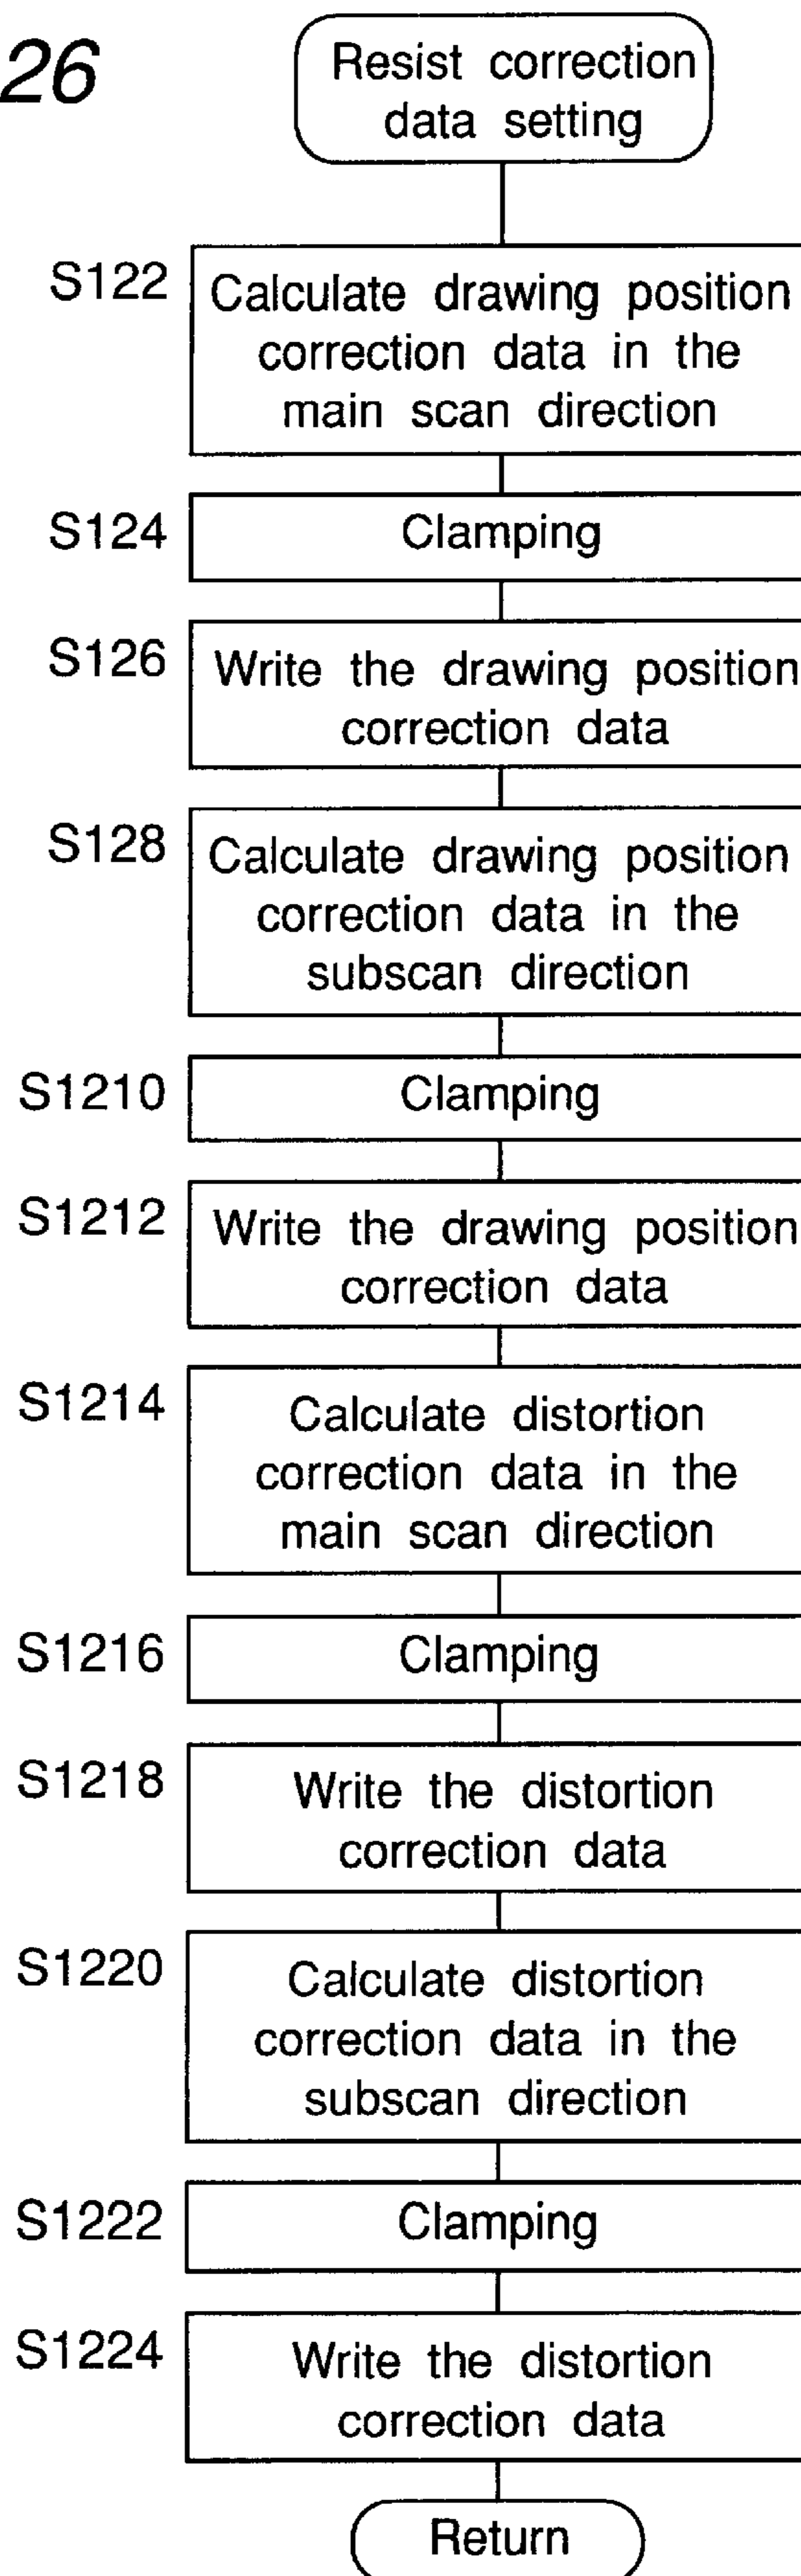 26
Resist correction
data setting
S122
Calculate drawing position
correction data in the
main scan direction
S124
Clamping
S126
Write the drawing position
correction data
S128
Calculate drawing position
correction data in the
subscan direction
S1210
Clamping
S1212
Write the drawing position
correction data
S1214
Calculate distortion
correction data in the
main scan direction
S1216
Clamping
S1218
Write the distortion
correction data
S1220
Calculate distortion
correction data in the
subscan direction
S1222
Clamping
S1224
Write the distortion
correction data
Return